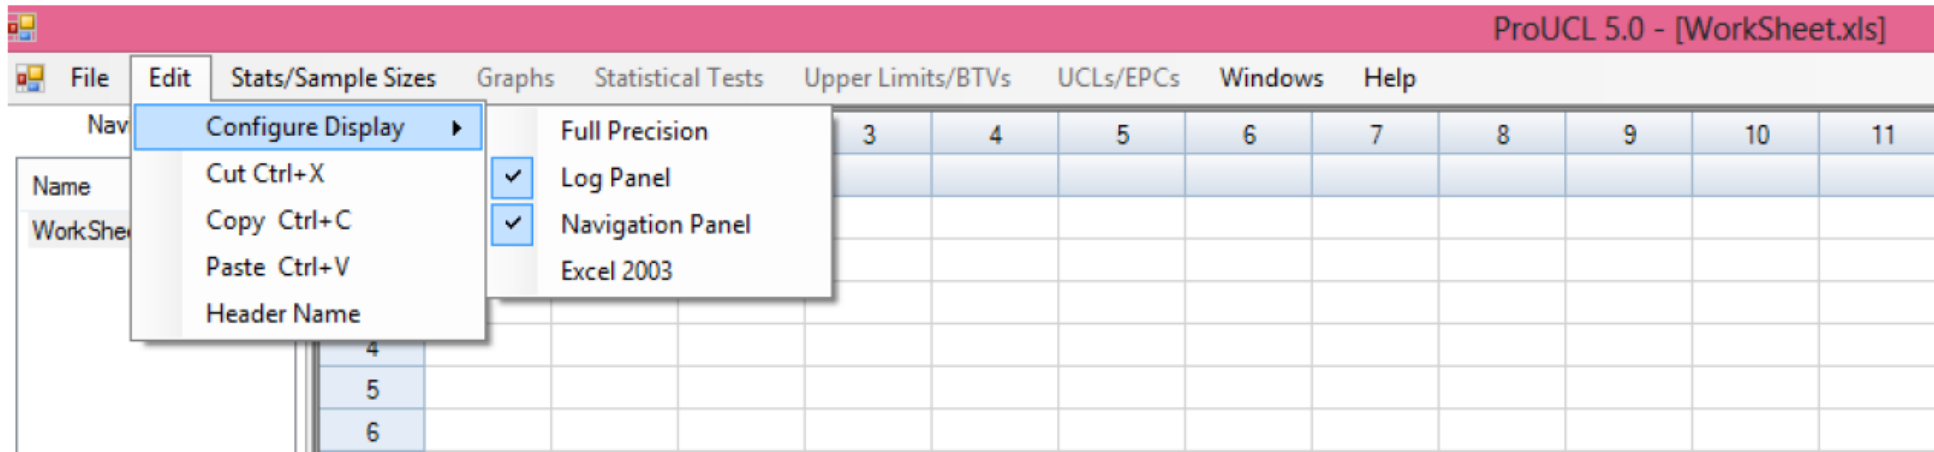 ProUCL 5.0 - [WorkSheet.xls]
File Edit Stats/Sample Sizes Graphs Statistical Tests Upper Limits/BTVs UCLs/EPCs Windows Help
Nav
Configure Display
Full Precision
3 4 5 6 7 8 9 10 11
Name
Cut Ctrl+X
Log Panel
WorkShee
Copy Ctrl+C
Navigation Panel
Paste Ctrl+V
Excel 2003
Header Name
4
5
6